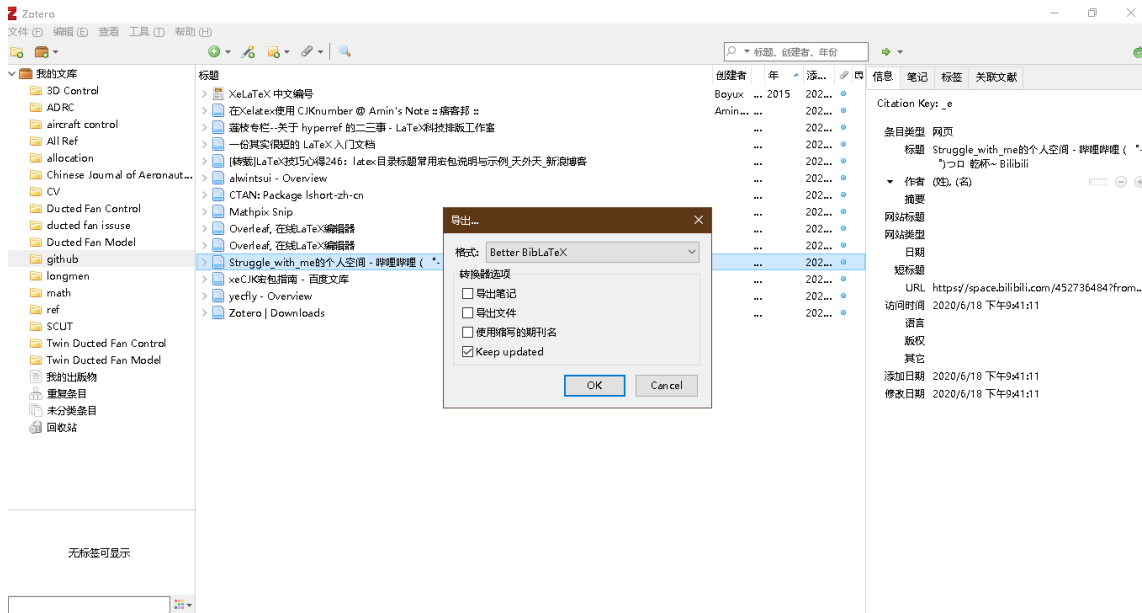 Zotero
文件(F) 编辑(E) 查看 工具(T) 帮助(H)
标题、创建者、年份
我的文库
3D Control
ADRC
aircraft control
All Ref
allocation
Chinese Journal of Aeronaut...
CV
Ducted Fan Control
ducted fan issuse
Ducted Fan Model
github
longmen
math
ref
SCUT
Twin Ducted Fan Control
Twin Ducted Fan Model
我的出版物
重复条目
未分类条目
回收站
无标签可显示
标题 创建者 年 添...
XeLaTeX 中文编号 Boyux ... 2015 202...
在Xelatex使用 CJKnumber @ Amin's Note :: 痞客邦 :: Amin... ... 202...
莲枝专栏--关于 hyperref 的二三事 - LaTeX科技排版工作室 ... 202...
一份其实很短的 LaTeX 入门文档 ... 202...
[转载]LaTeX技巧心得246：latex目录标题常用宏包说明与示例_天外天_新浪博客 ... 202...
alwintsui - Overview ... 202...
CTAN: Package lshort-zh-cn ... 202...
Mathpix Snip ... 202...
Overleaf, 在线LaTeX编辑器 ... 202...
Overleaf, 在线LaTeX编辑器 ... 202...
Struggle_with_me的个人空间 - 哔哩哔哩 ( ゜- ... 202...
xeCJK宏包指南 - 百度文库 ... 202...
yecfly - Overview ... 202...
Zotero | Downloads ... 202...
导出...
格式: Better BibLaTeX
转换器选项
导出笔记
导出文件
使用缩写的期刊名
Keep updated
OK Cancel
信息 笔记 标签 关联文献
Citation Key: _e
条目类型 网页
标题 Struggle_with_me的个人空间 - 哔哩哔哩 ( ゜-
゜)つロ 乾杯~ Bilibili
作者 (姓), (名)
摘要
网站标题
网站类型
日期
短标题
URL https://space.bilibili.com/452736484?from...
访问时间 2020/6/18 下午9:41:11
语言
版权
其它
添加日期 2020/6/18 下午9:41:11
修改日期 2020/6/18 下午9:41:11